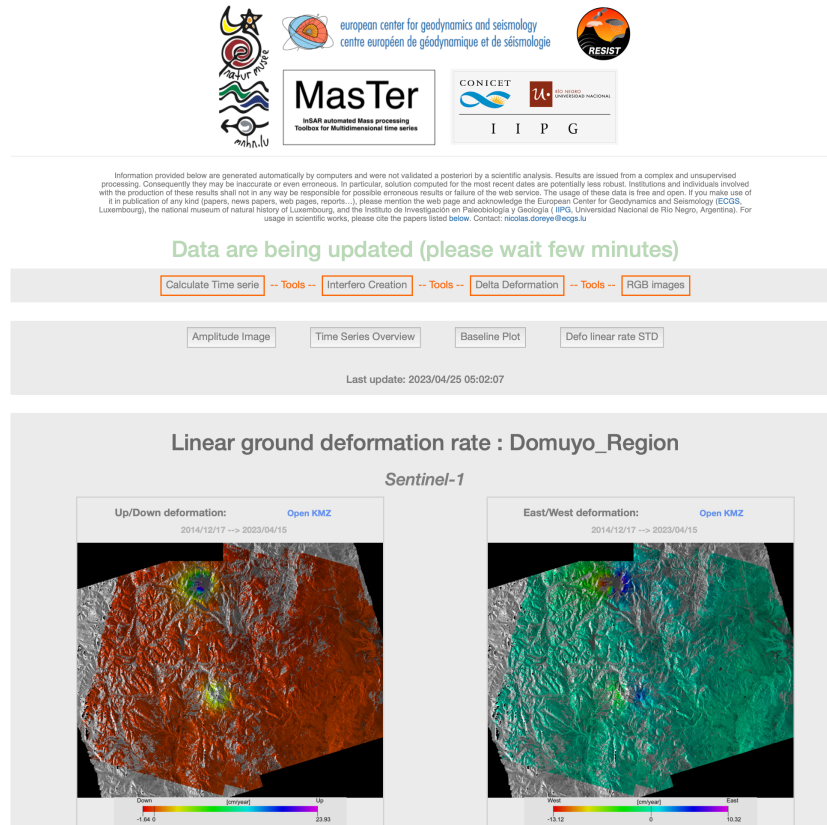 natur musée
mnhn.lu
european center for geodynamics and seismology
centre européen de géodynamique et de séismologie
RESIST
MasTer
InSAR automated Mass processing
Toolbox for Multidimensional time series
CONICET
RÍO NEGRO
UNIVERSIDAD NACIONAL
I I P G
Information provided below are generated automatically by computers and were not validated a posteriori by a scientific analysis. Results are issued from a complex and unsupervised
processing. Consequently they may be inaccurate or even erroneous. In particular, solution computed for the most recent dates are potentially less robust. Institutions and individuals involved
with the production of these results shall not in any way be responsible for possible erroneous results or failure of the web service. The usage of these data is free and open. If you make use of
it in publication of any kind (papers, news papers, web pages, reports...), please mention the web page and acknowledge the European Center for Geodynamics and Seismology (ECGS,
Luxembourg), the national museum of natural history of Luxembourg, and the Instituto de Investigación en Paleobiología y Geología ( IIPG, Universidad Nacional de Rio Negro, Argentina). For
usage in scientific works, please cite the papers listed below. Contact: nicolas.doreye@ecgs.lu
Data are being updated (please wait few minutes)
Calculate Time serie -- Tools -- Interfero Creation -- Tools -- Delta Deformation -- Tools -- RGB images
Amplitude Image Time Series Overview Baseline Plot Defo linear rate STD
Last update: 2023/04/25 05:02:07
Linear ground deformation rate : Domuyo_Region
Sentinel-1
Up/Down deformation: Open KMZ
2014/12/17 --> 2023/04/15
Down [cm/year] Up
-1.64 0 23.93
East/West deformation: Open KMZ
2014/12/17 --> 2023/04/15
West [cm/year] East
-13.12 0 10.32